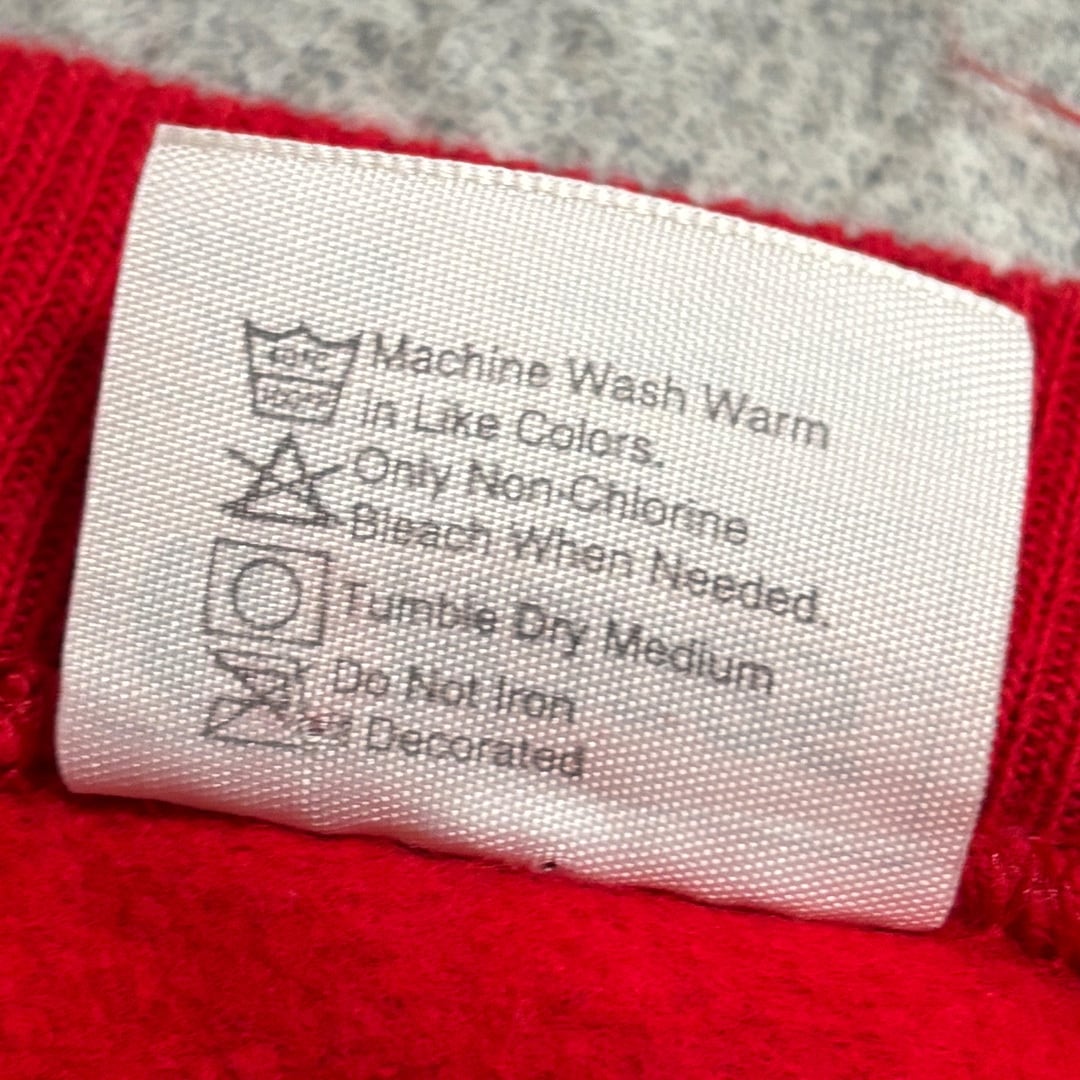 Machine Wash Warm
in Like Colors.
Only Non-Chlorine
Bleach When Needed.
Tumble Dry Medium
Do Not Iron
Decorated